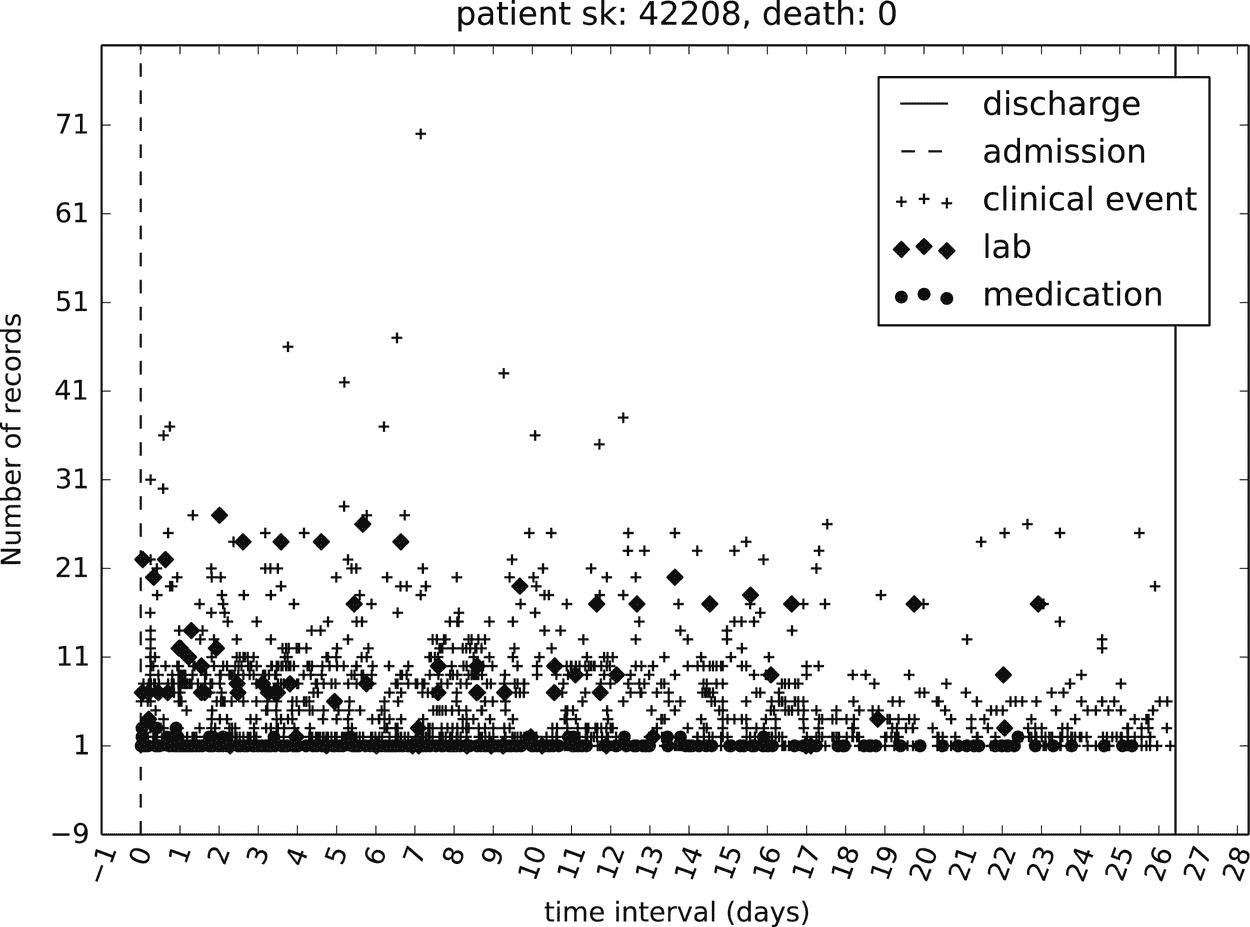 patient sk: 42208, death: 0
discharge
admission
clinical event
lab
medication
Number of records
71
61
51
41
31
21
11
1
−9
−1 0 1 2 3 4 5 6 7 8 9 10 11 12 13 14 15 16 17 18 19 20 21 22 23 24 25 26 27 28
time interval (days)